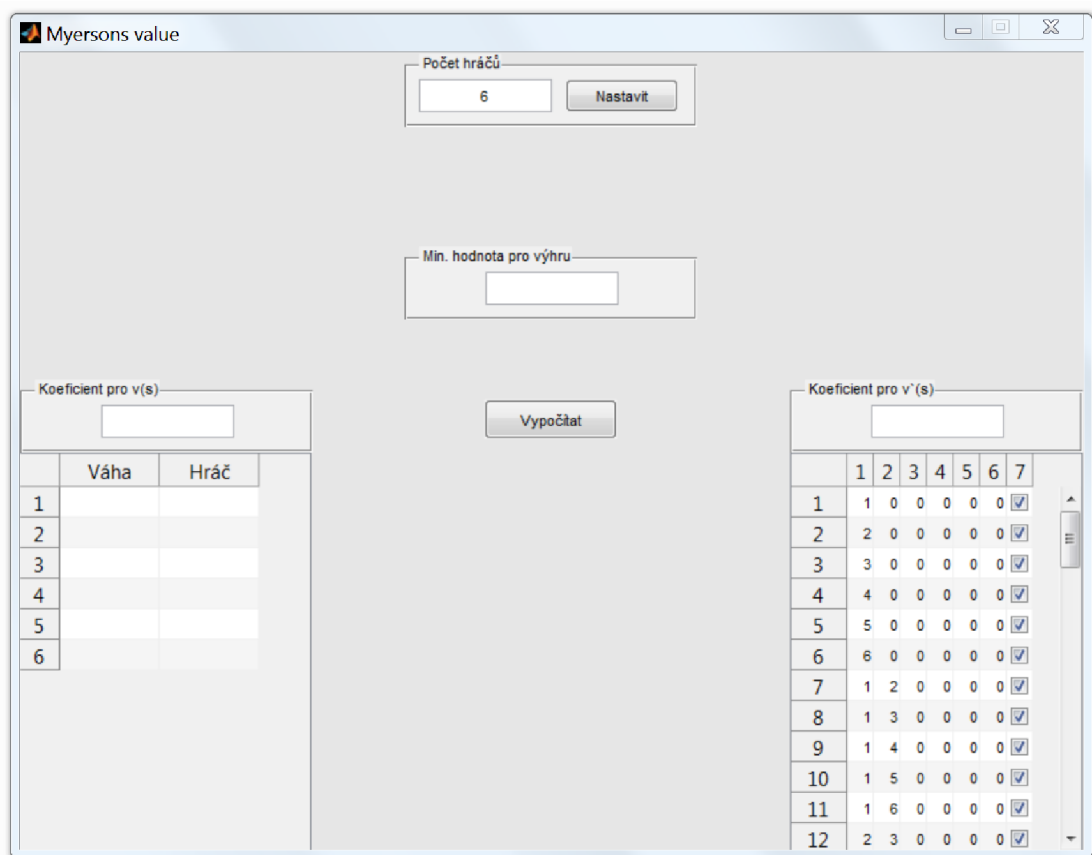 Myersons value
Počet hráčů
6 Nastavit
Min. hodnota pro výhru
Koeficient pro v(s)
Vypočítat
Koeficient pro v`(s)
Váha Hráč
1
2
3
4
5
6
1 2 3 4 5 6 7
1 1 0 0 0 0 0
2 2 0 0 0 0 0
3 3 0 0 0 0 0
4 4 0 0 0 0 0
5 5 0 0 0 0 0
6 6 0 0 0 0 0
7 1 2 0 0 0 0
8 1 3 0 0 0 0
9 1 4 0 0 0 0
10 1 5 0 0 0 0
11 1 6 0 0 0 0
12 2 3 0 0 0 0